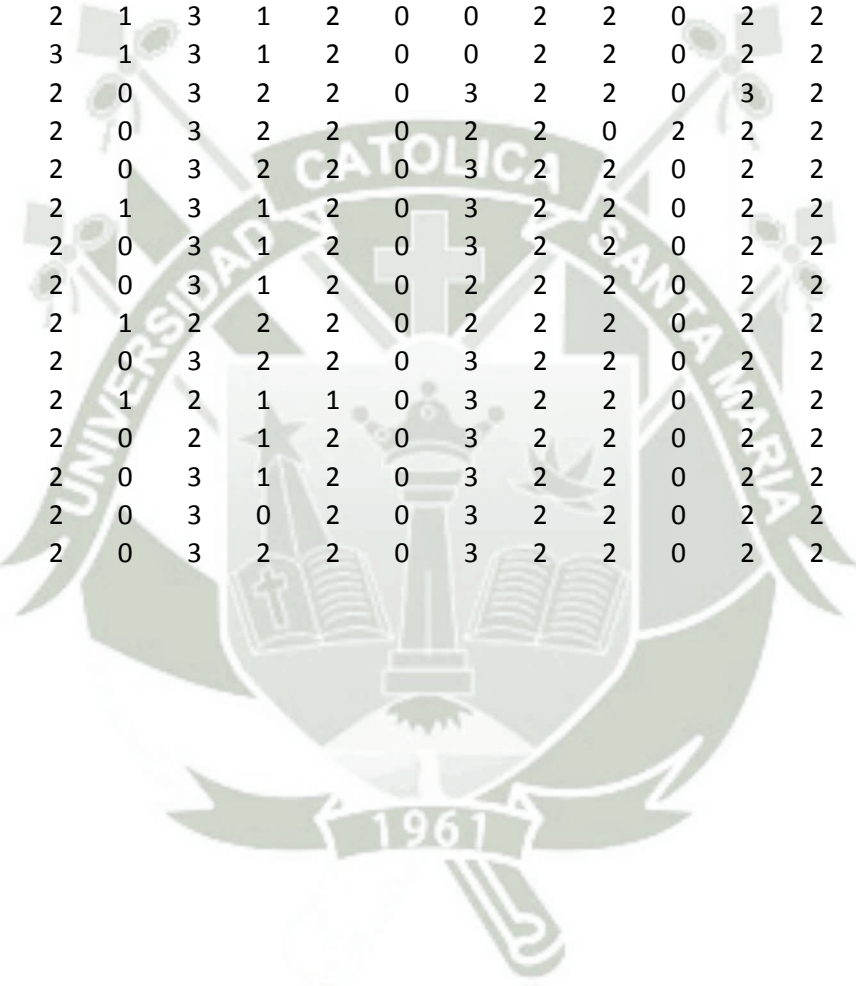 2 1 3 1 2 0 0 2 2 0 2 2
3 1 3 1 2 0 0 2 2 0 2 2
2 0 3 2 2 0 3 2 2 0 3 2
2 0 3 2 2 0 2 2 0 2 2 2
2 0 3 2 2 0 3 2 2 0 2 2
2 1 3 1 2 0 3 2 2 0 2 2
2 0 3 1 2 0 3 2 2 0 2 2
2 0 3 1 2 0 2 2 2 0 2 2
2 1 2 2 2 0 2 2 2 0 2 2
2 0 3 2 2 0 3 2 2 0 2 2
2 1 2 1 1 0 3 2 2 0 2 2
2 0 2 1 2 0 3 2 2 0 2 2
2 0 3 1 2 0 3 2 2 0 2 2
2 0 3 0 2 0 3 2 2 0 2 2
2 0 3 2 2 0 3 2 2 0 2 2
UNIVERSIDAD CATOLICA SANTA MARIA
1961